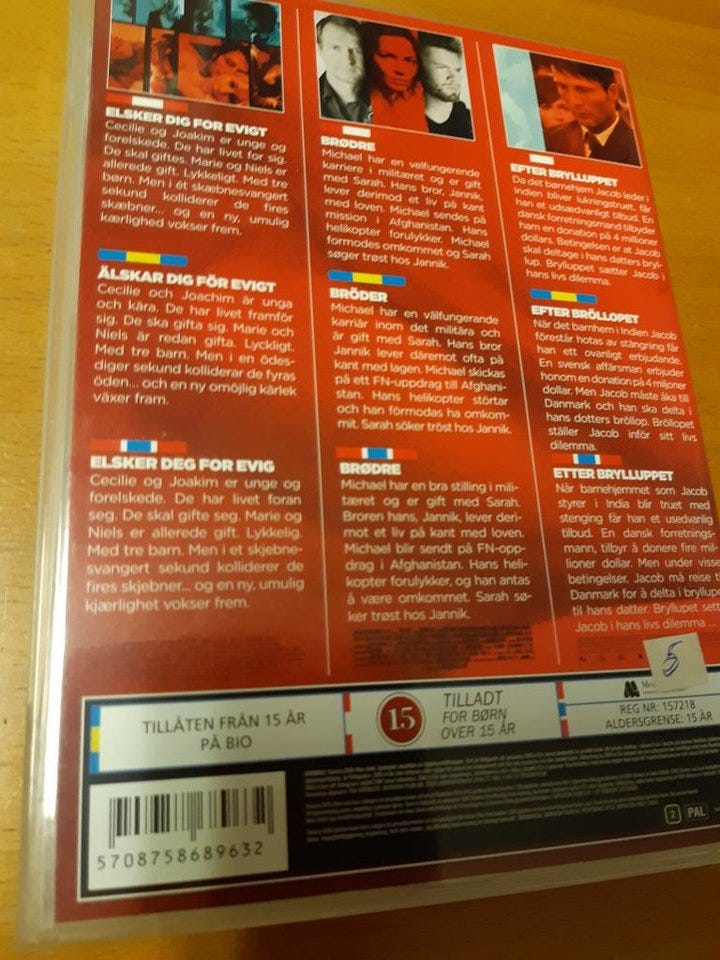 ELSKER DIG FOR EVIGT
Cecilie og Joakim er unge og
forelskede. De har livet for sig.
De skal giftes. Marie og Niels er
allerede gift. Lykkeligt. Med tre
børn. Men i ét skæbnesvangert
sekund kolliderer de fires
skæbner... og en ny, umulig
kærlighed vokser frem.
ÄLSKAR DIG FÖR EVIGT
Cecilie och Joachim är unga
och kära. De har livet framför
sig. De ska gifta sig. Marie och
Niels är redan gifta. Lyckligt.
Med tre barn. Men i en ödes-
diger sekund kolliderar de fyras
öden... och en ny omöjlig kärlek
växer fram.
ELSKER DEG FOR EVIG
Cecilie og Joakim er unge og
forelskede. De har livet foran
seg. De skal gifte seg. Marie og
Niels er allerede gift. Lykkelig.
Med tre barn. Men i et skjebne-
svangert sekund kolliderer de
fires skjebner... og en ny, umulig
kjærlighet vokser frem.
BRØDRE
Michael har en velfungerende
karriere i militæret og er gift
med Sarah. Hans bror, Jannik,
lever derimod et liv på kant
med loven. Michael sendes på
mission i Afghanistan. Hans
helikopter forulykker. Michael
formodes omkommet og Sarah
søger trøst hos Jannik.
BRÖDER
Michael har en välfungerande
karriär inom det militära och
är gift med Sarah. Hans bror
Jannik lever däremot ofta på
kant med lagen. Michael skickas
på ett FN-uppdrag till Afghani-
stan. Hans helikopter störtar
och han förmodas ha omkom-
mit. Sarah söker tröst hos Jannik.
BRØDRE
Michael har en bra stilling i mili-
tæret og er gift med Sarah.
Broren hans, Jannik, lever deri-
mot et liv på kant med loven.
Michael blir sendt på FN-opp-
drag i Afghanistan. Hans heli-
kopter forulykker, og han antas
å være omkommet. Sarah sø-
ker trøst hos Jannik.
EFTER BRYLLUPPET
Da det børnehjem Jacob leder i
Indien bliver lukningstruet, får
han et udsædvanligt tilbud. En
dansk forretningsmand tilbyder
ham en donation på 4 millioner
dollars. Betingelsen er at Jacob
skal deltage i hans datters bryl-
lup. Brylluppet sætter Jacob i
hans livs dilemma.
EFTER BRÖLLOPET
När det barnhem i Indien Jacob
förestår hotas av stängning får
han ett ovanligt erbjudande.
En svensk affärsman erbjuder
honom en donation på 4 miljoner
dollar. Men Jacob måste åka till
Danmark och han ska delta i
hans dotters bröllop. Bröllopet
ställer Jacob inför sitt livs
dilemma.
ETTER BRYLLUPPET
Når barnehjemmet som Jacob
styrer i India blir truet med
stenging får han et usedvanlig
tilbud. En dansk forretnings-
mann, tilbyr å donere fire mil-
lioner dollar. Men under visse
betingelser. Jacob må reise t
Danmark for å delta i bryllupe
til hans datter. Bryllupet sett
Jacob i hans livs dilemma ...
5
TILLÅTEN FRÅN 15 ÅR
PÅ BIO
15
TILLADT
FOR BØRN
OVER 15 ÅR
REG NR: 157218
ALDERSGRENSE: 15 ÅR
5708758689632
2
PAL